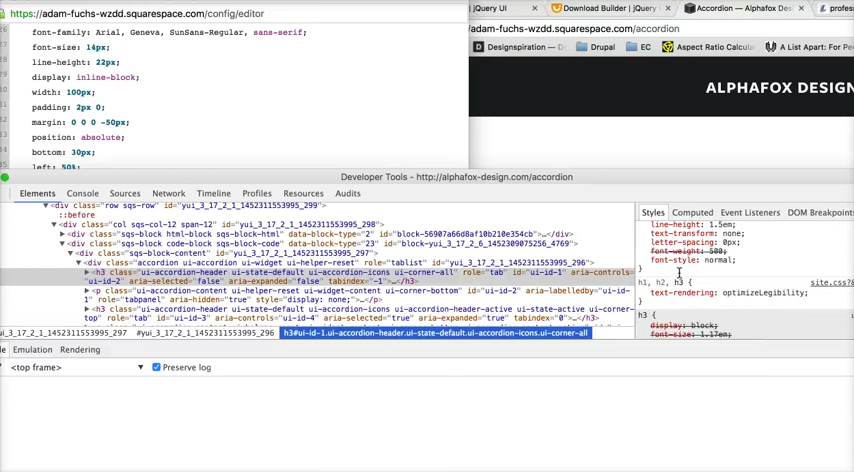 https://adam-fuchs-wzdd.squarespace.com/config/editor
jQuery UI
Download Builder | jQuery
Accordion — Alphafox Des
profes
/adam-fuchs-wzdd.squarespace.com/accordion
Designspiration —
Drupal
EC
Aspect Ratio Calcula
A List Apart: For Pe
26 font-family: Arial, Geneva, SunSans-Regular, sans-serif;
27 font-size: 14px;
28 line-height: 22px;
29 display: inline-block;
30 width: 100px;
31 padding: 2px 0;
32 margin: 0 0 0 -50px;
33 position: absolute;
34 bottom: 30px;
35 left: 50%;
ALPHAFOX DESIGN
Developer Tools - http://alphafox-design.com/accordion
Elements Console Sources Network Timeline Profiles Resources Audits
▼<div class="row sqs-row" id="yui_3_17_2_1_1452311553995_299">
::before
▼<div class="col sqs-col-12 span-12" id="yui_3_17_2_1_1452311553995_298">
▶<div class="sqs-block html-block sqs-block-html" data-block-type="2" id="block-56907a66d8af10b210e354cb">…</div>
▼<div class="sqs-block code-block sqs-block-code" data-block-type="23" id="block-yui_3_17_2_6_1452309075256_4769">
▼<div class="sqs-block-content" id="yui_3_17_2_1_1452311553995_297">
▼<div class="accordion ui-accordion ui-widget ui-helper-reset" role="tablist" id="yui_3_17_2_1_1452311553995_296">
▶<h3 class="ui-accordion-header ui-state-default ui-accordion-icons ui-corner-all" role="tab" id="ui-id-1" aria-controls=
"ui-id-2" aria-selected="false" aria-expanded="false" tabindex="-1">…</h3>
▶<p class="ui-accordion-content ui-helper-reset ui-widget-content ui-corner-bottom" id="ui-id-2" aria-labelledby="ui-id-
1" role="tabpanel" aria-hidden="true" style="display: none;">…</p>
▶<h3 class="ui-accordion-header ui-state-default ui-accordion-icons ui-accordion-header-active ui-state-active ui-corner-
top" role="tab" id="ui-id-3" aria-controls="ui-id-4" aria-selected="true" aria-expanded="true" tabindex="0">…</h3>
ui_3_17_2_1_1452311553995_297 #yui_3_17_2_1_1452311553995_296 h3#ui-id-1.ui-accordion-header.ui-state-default.ui-accordion-icons.ui-corner-all
Styles Computed Event Listeners DOM Breakpoints
line-height: 1.5em;
text-transform: none;
letter-spacing: 0px;
font-weight: 500;
font-style: normal;
}
h1, h2, h3 { site.css?&
text-rendering: optimizeLegibility;
}
h3 {
display: block;
font-size: 1.17em;
le Emulation Rendering
<top frame> ▼ Preserve log